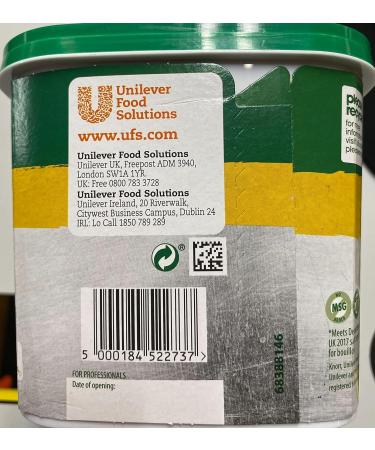 Unilever
Food
Solutions
www.ufs.com
Unilever Food Solutions
Unilever UK, Freepost ADM 3940,
London SW1A 1YR.
UK: Free 0800 783 3728
Unilever Food Solutions
Unilever Ireland, 20 Riverwalk,
Citywest Business Campus, Dublin 24
IRL: Lo Call 1850 789 289
®
5 000184 522737 >
FOR PROFESSIONALS
Date of opening:
68388146
for
visit
NO
MSG
*Meets
UK 2017
for
Knorr,
Unilever
registered